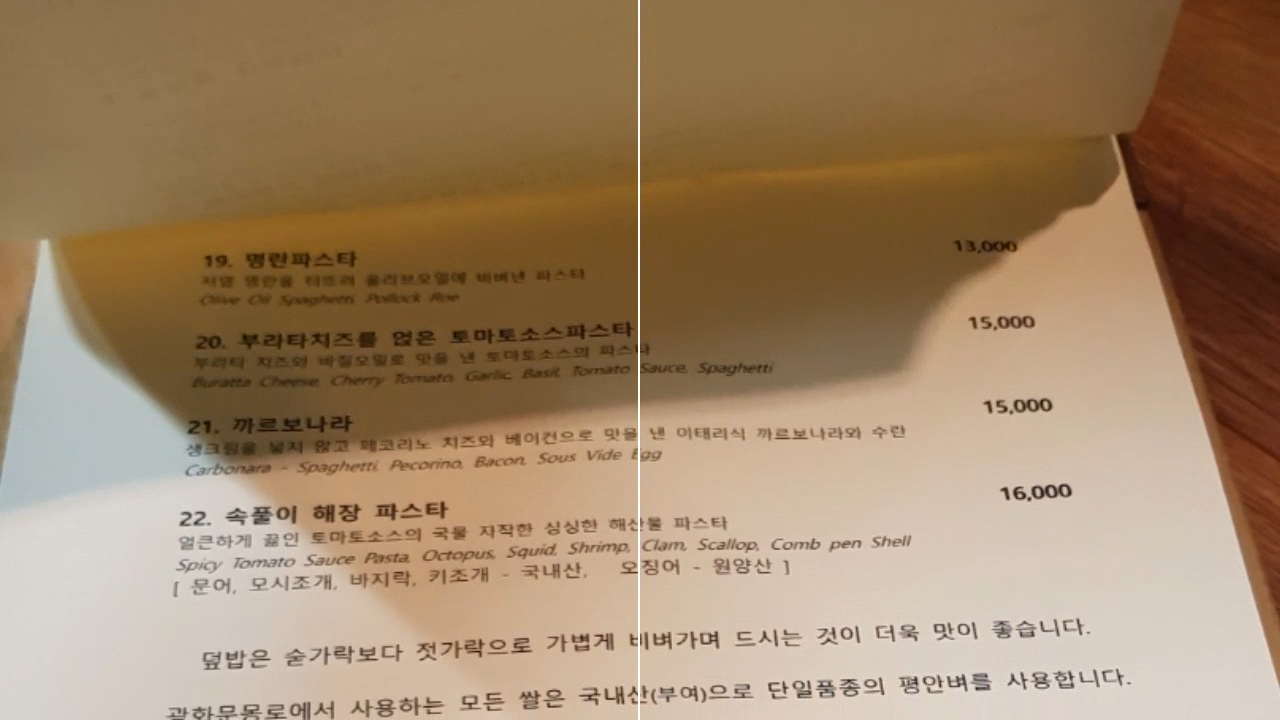 19. 명란파스타 13,000
저염 명란을 터트려 올리브오일에 비벼낸 파스타
Olive Oil Spaghetti Pollock Roe
20. 부라타치즈를 얹은 토마토소스파스타 15,000
부라타 치즈와 바질오일로 맛을 낸 토마토소스의 파스타
Buratta Cheese, Cherry Tomato, Garlic, Basil, Tomato Sauce, Spaghetti
21. 까르보나라 15,000
생크림을 넣지 않고 페코리노 치즈와 베이컨으로 맛을 낸 이태리식 까르보나라와 수란
Carbonara - Spaghetti, Pecorino, Bacon, Sous Vide Egg
22. 속풀이 해장 파스타 16,000
얼큰하게 끓인 토마토소스의 국물 자작한 싱싱한 해산물 파스타
Spicy Tomato Sauce Pasta, Octopus, Squid, Shrimp, Clam, Scallop, Comb pen Shell
[ 문어, 모시조개, 바지락, 키조개 - 국내산, 오징어 - 원양산 ]
덮밥은 숟가락보다 젓가락으로 가볍게 비벼가며 드시는 것이 더욱 맛이 좋습니다.
광화문몽로에서 사용하는 모든 쌀은 국내산(부여)으로 단일품종의 평안벼를 사용합니다.